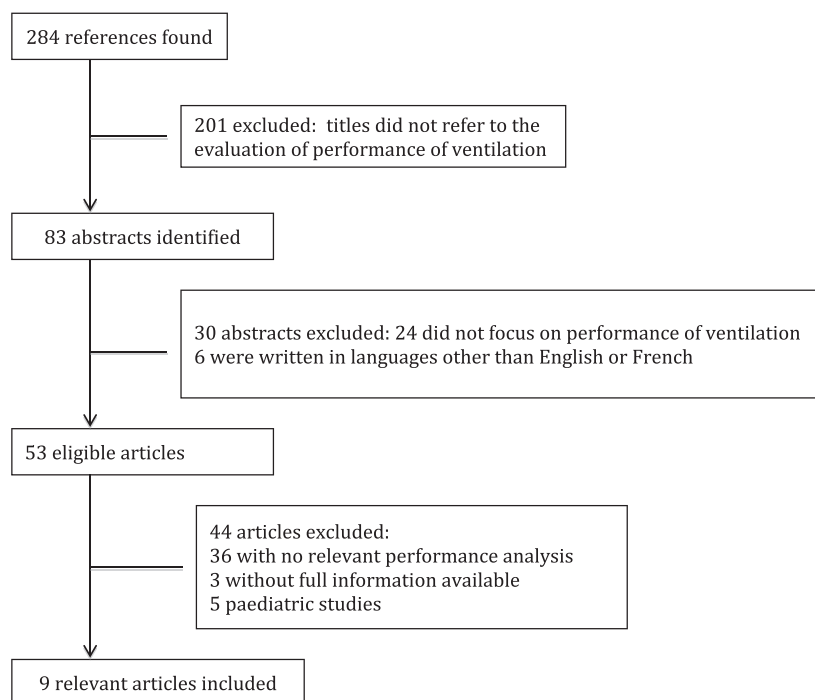 284 references found
201 excluded: titles did not refer to the
evaluation of performance of ventilation
83 abstracts identified
30 abstracts excluded: 24 did not focus on performance of ventilation
6 were written in languages other than English or French
53 eligible articles
44 articles excluded:
36 with no relevant performance analysis
3 without full information available
5 paediatric studies
9 relevant articles included